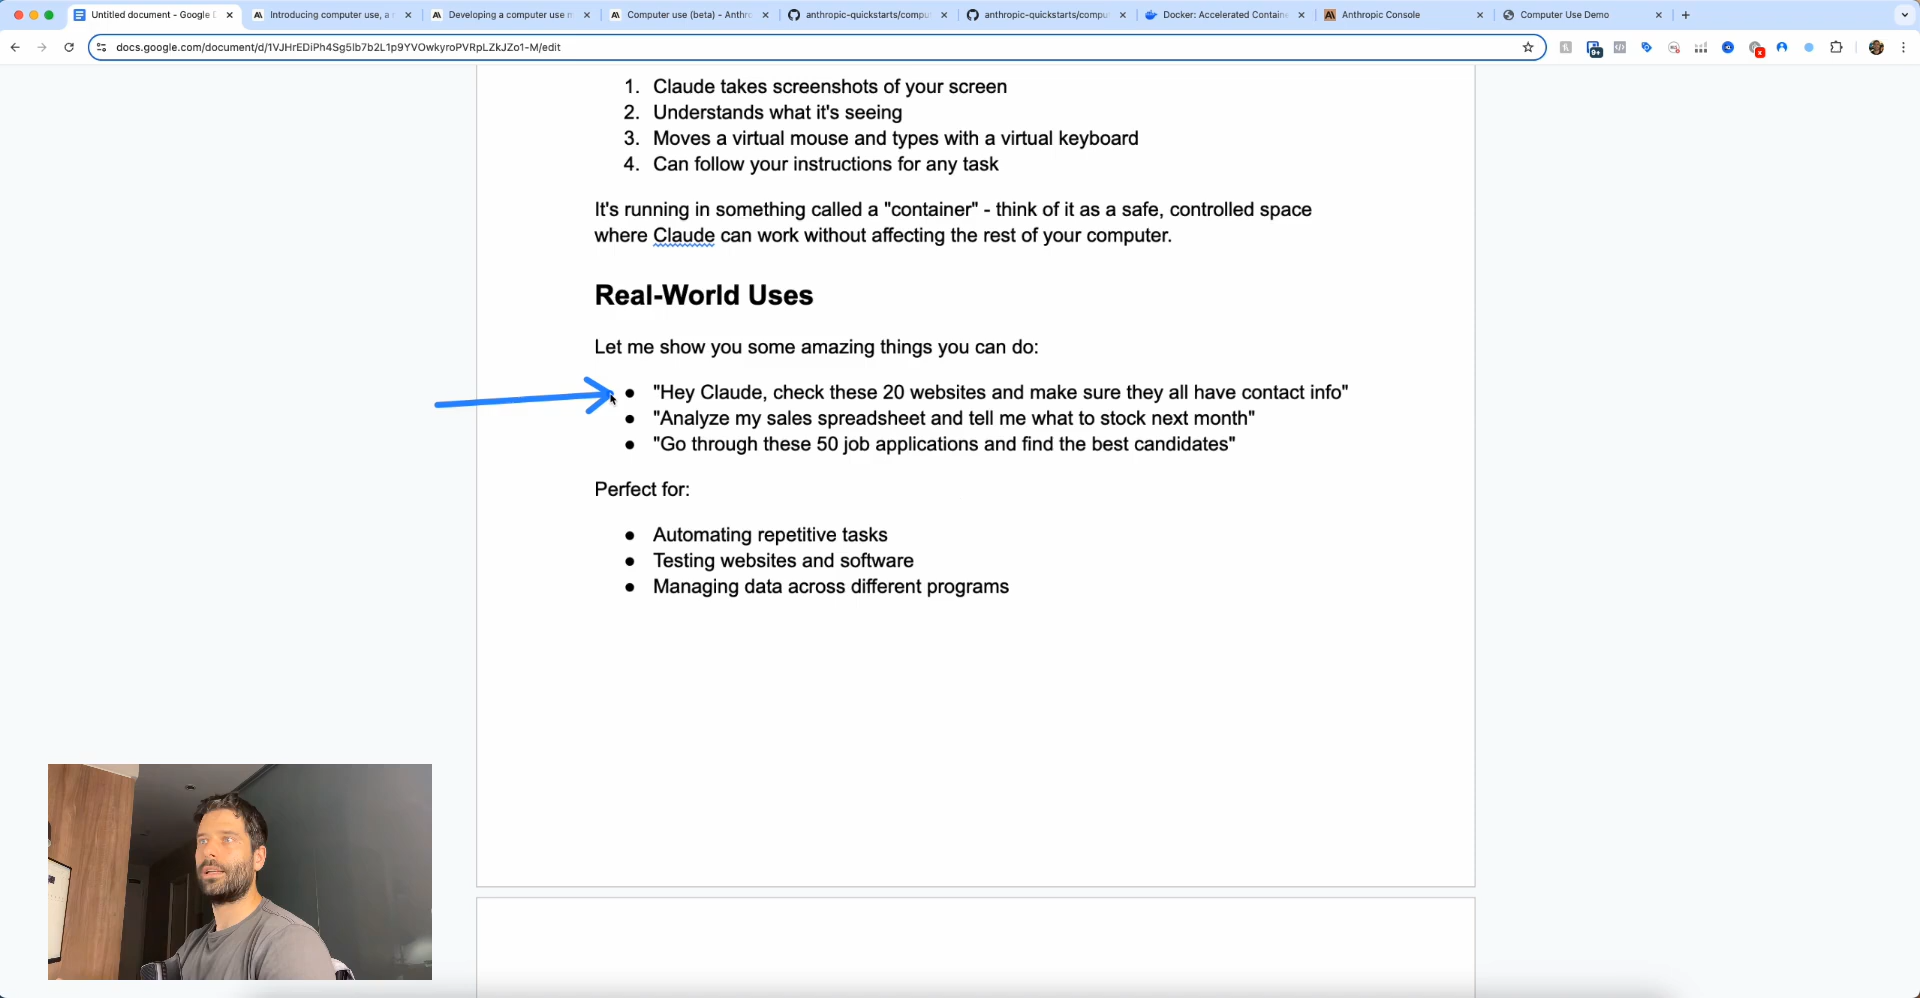 Untitled document - Google D
Introducing computer use, a n
Developing a computer use m
Computer use (beta) - Anthro
anthropic-quickstarts/compu
anthropic-quickstarts/compu
Docker: Accelerated Containe
Anthropic Console
Computer Use Demo
docs.google.com/document/d/1VJHrEDiPh4Sg5lb7b2L1p9YVOwkyroPVRpLZkJZo1-M/edit
9+
1. Claude takes screenshots of your screen
2. Understands what it's seeing
3. Moves a virtual mouse and types with a virtual keyboard
4. Can follow your instructions for any task
It's running in something called a "container" - think of it as a safe, controlled space
where Claude can work without affecting the rest of your computer.
Real-World Uses
Let me show you some amazing things you can do:
● "Hey Claude, check these 20 websites and make sure they all have contact info"
● "Analyze my sales spreadsheet and tell me what to stock next month"
● "Go through these 50 job applications and find the best candidates"
Perfect for:
● Automating repetitive tasks
● Testing websites and software
● Managing data across different programs